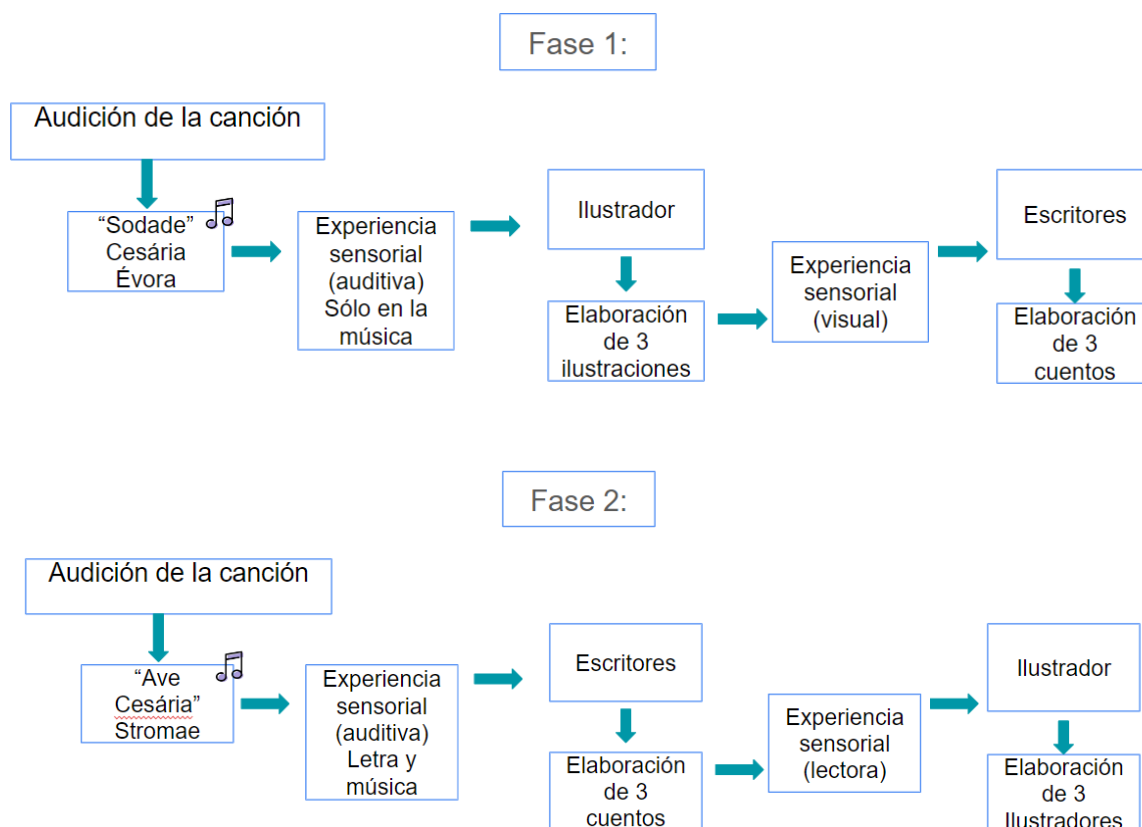 Fase 1:
Audición de la canción
“Sodade”
Cesária
Évora
Experiencia
sensorial
(auditiva)
Sólo en la
música
Ilustrador
Elaboración
de 3
ilustraciones
Experiencia
sensorial
(visual)
Escritores
Elaboración
de 3
cuentos
Fase 2:
Audición de la canción
“Ave
Cesária”
Stromae
Experiencia
sensorial
(auditiva)
Letra y
música
Escritores
Elaboración
de 3
cuentos
Experiencia
sensorial
(lectora)
Ilustrador
Elaboración
de 3
Ilustradores